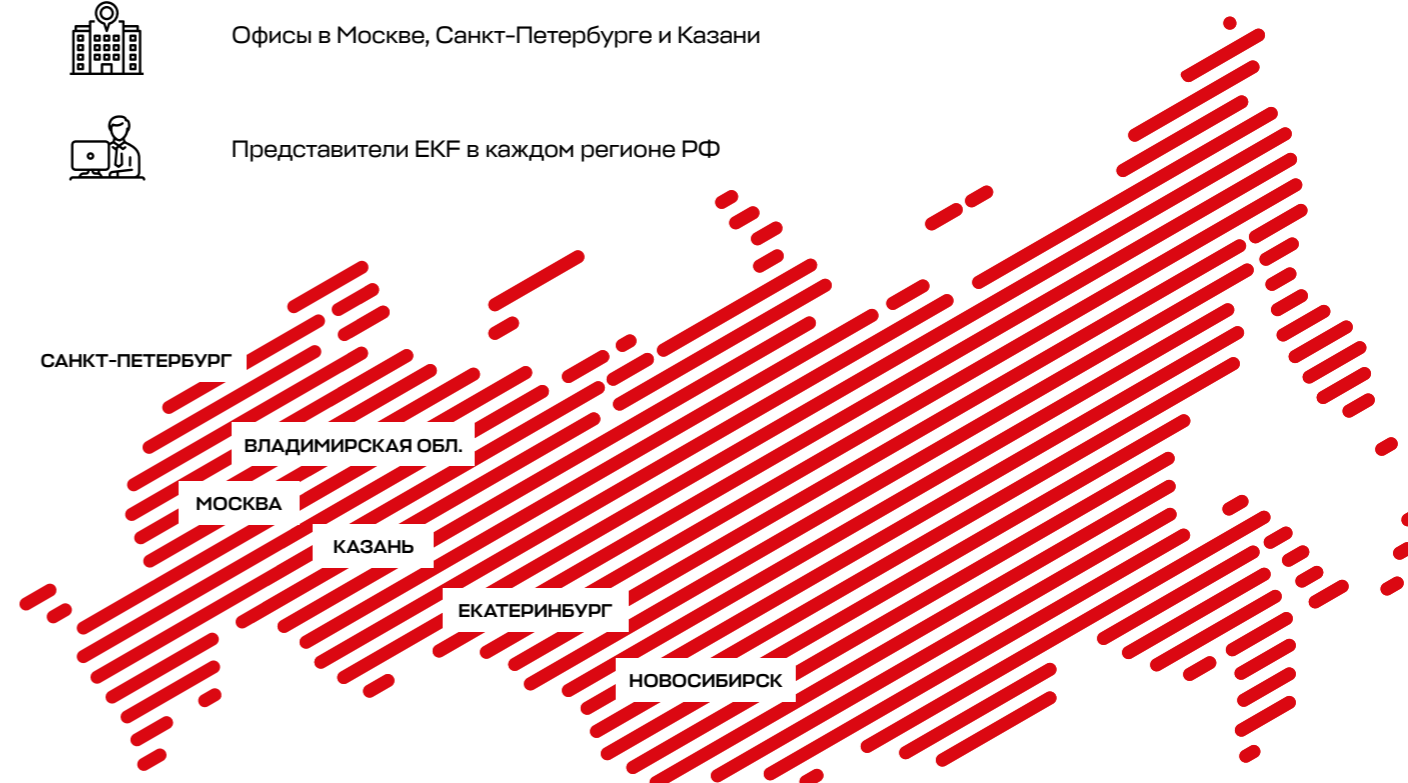 Офисы в Москве, Санкт-Петербурге и Казани
Представители EKF в каждом регионе РФ
САНКТ-ПЕТЕРБУРГ
ВЛАДИМИРСКАЯ ОБЛ.
МОСКВА
КАЗАНЬ
ЕКАТЕРИНБУРГ
НОВОСИБИРСК